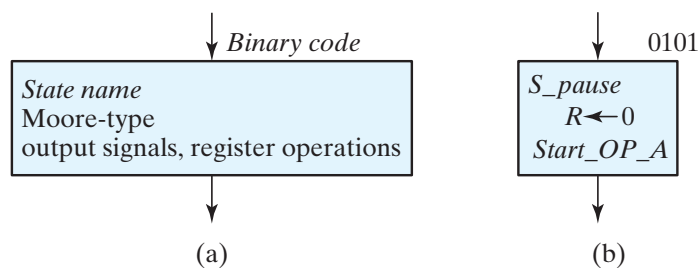 Binary code
State name
Moore-type
output signals, register operations
(a)
0101
S_pause
R←0
Start_OP_A
(b)